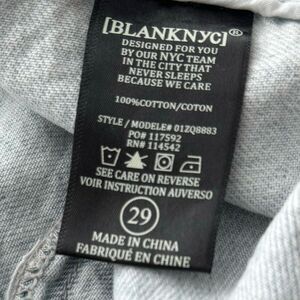 [BLANKNYC]®
DESIGNED FOR YOU
BY OUR NYC TEAM
IN THE CITY THAT
NEVER SLEEPS
BECAUSE WE CARE
100%COTTON/COTON
STYLE / MODELE# 01ZQ8883
PO# 117592
RN# 114542
SEE CARE ON REVERSE
VOIR INSTRUCTION AUVERSO
29
MADE IN CHINA
FABRIQUÉ EN CHINE